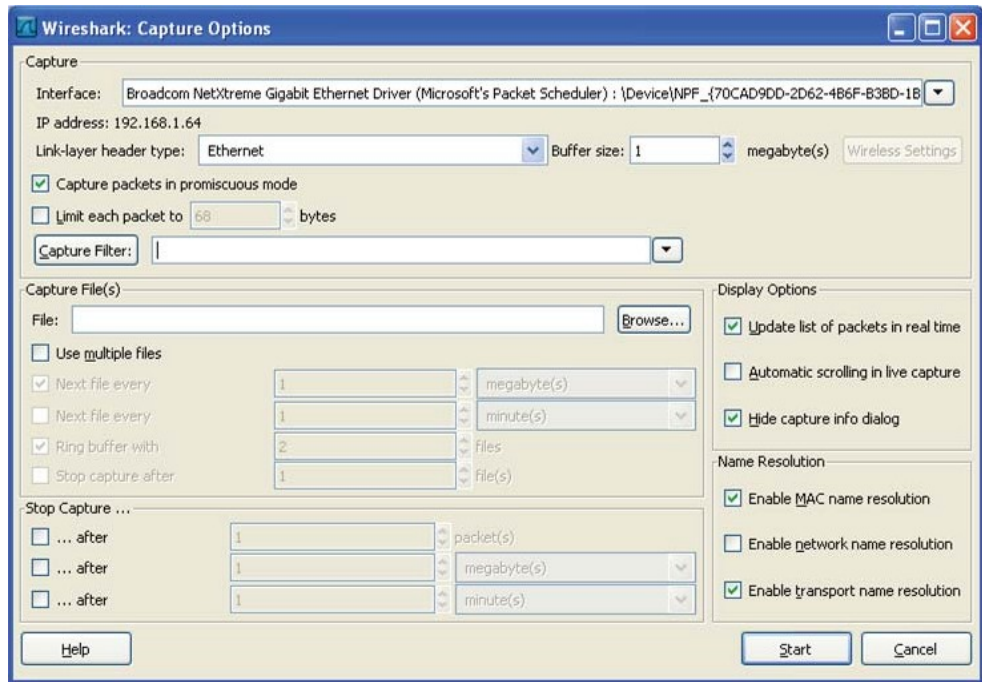 Wireshark: Capture Options
Capture
Interface: Broadcom NetXtreme Gigabit Ethernet Driver (Microsoft's Packet Scheduler) : \Device\NPF_{70CAD9DD-2D62-4B6F-B3BD-1B
IP address: 192.168.1.64
Link-layer header type: Ethernet Buffer size: 1 megabyte(s) Wireless Settings
Capture packets in promiscuous mode
Limit each packet to 68 bytes
Capture Filter:
Capture File(s)
File: Browse...
Use multiple files
Next file every 1 megabyte(s)
Next file every 1 minute(s)
Ring buffer with 2 files
Stop capture after 1 file(s)
Stop Capture ...
... after 1 packet(s)
... after 1 megabyte(s)
... after 1 minute(s)
Display Options
Update list of packets in real time
Automatic scrolling in live capture
Hide capture info dialog
Name Resolution
Enable MAC name resolution
Enable network name resolution
Enable transport name resolution
Help Start Cancel